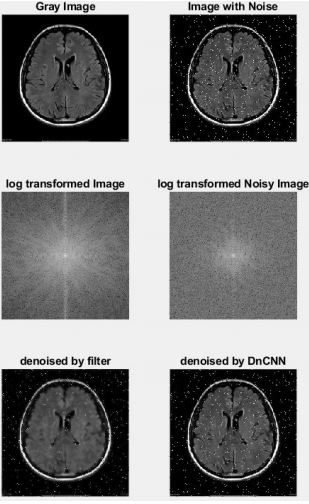 Gray Image
Image with Noise
log transformed Image
log transformed Noisy Image
denoised by filter
denoised by DnCNN